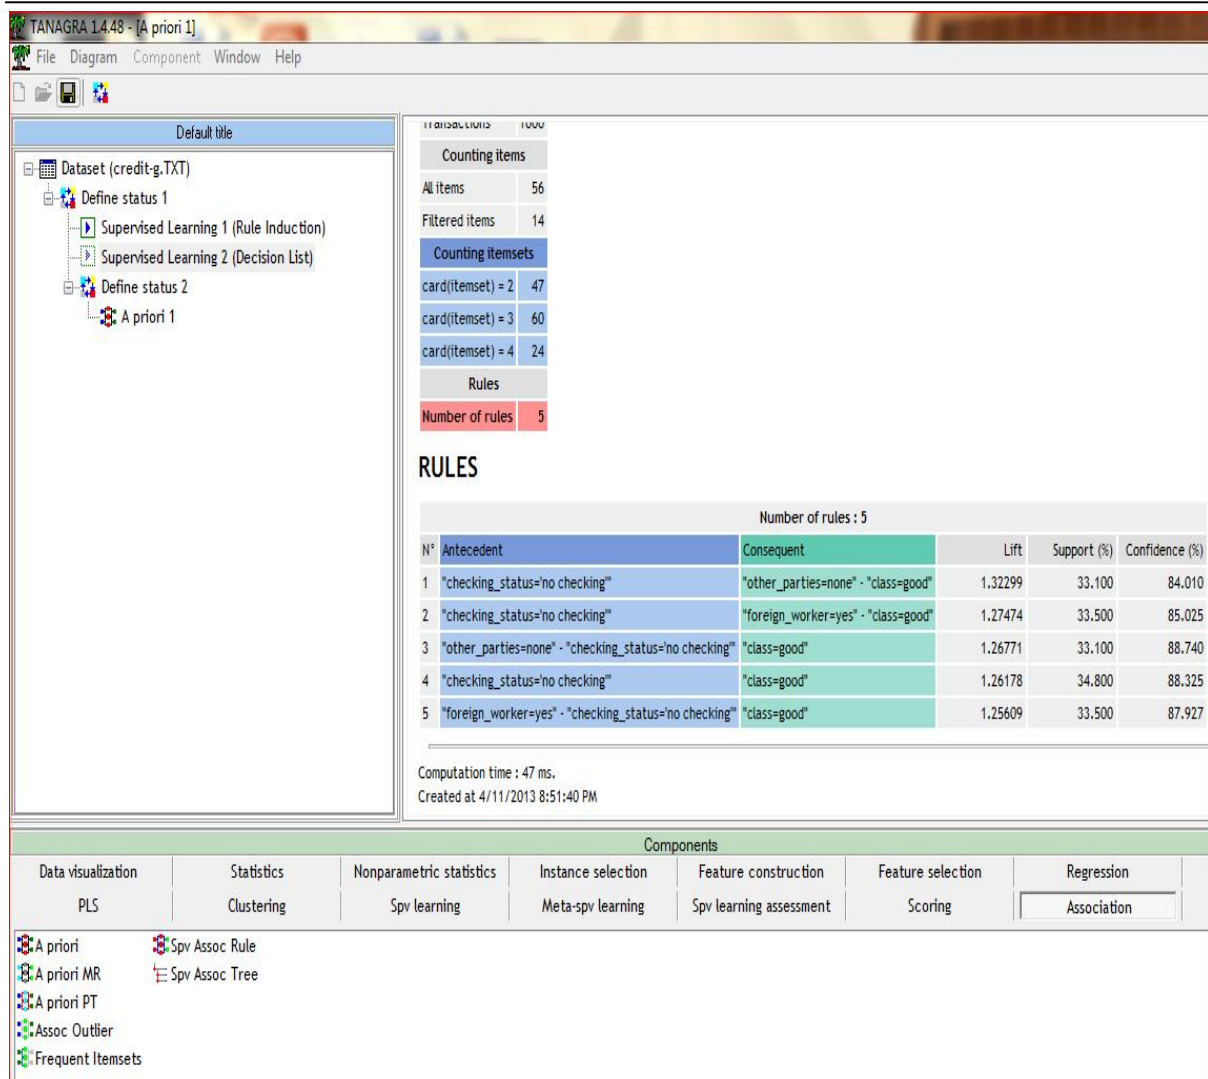 TANAGRA 1.4.48 - [A priori 1]
File Diagram Component Window Help
Default title
Dataset (credit-g.TXT)
Define status 1
Supervised Learning 1 (Rule Induction)
Supervised Learning 2 (Decision List)
Define status 2
A priori 1
Transactions 1000
Counting items
All items 56
Filtered items 14
Counting itemsets
card(itemset) = 2 47
card(itemset) = 3 60
card(itemset) = 4 24
Rules
Number of rules 5
RULES
Number of rules : 5
N° Antecedent Consequent Lift Support (%) Confidence (%)
1 "checking_status='no checking'" "other_parties=none" - "class=good" 1.32299 33.100 84.010
2 "checking_status='no checking'" "foreign_worker=yes" - "class=good" 1.27474 33.500 85.025
3 "other_parties=none" - "checking_status='no checking'" "class=good" 1.26771 33.100 88.740
4 "checking_status='no checking'" "class=good" 1.26178 34.800 88.325
5 "foreign_worker=yes" - "checking_status='no checking'" "class=good" 1.25609 33.500 87.927
Computation time : 47 ms.
Created at 4/11/2013 8:51:40 PM
Components
Data visualization Statistics Nonparametric statistics Instance selection Feature construction Feature selection Regression
PLS Clustering Spv learning Meta-spv learning Spv learning assessment Scoring Association
A priori Spv Assoc Rule
A priori MR Spv Assoc Tree
A priori PT
Assoc Outlier
Frequent Itemsets